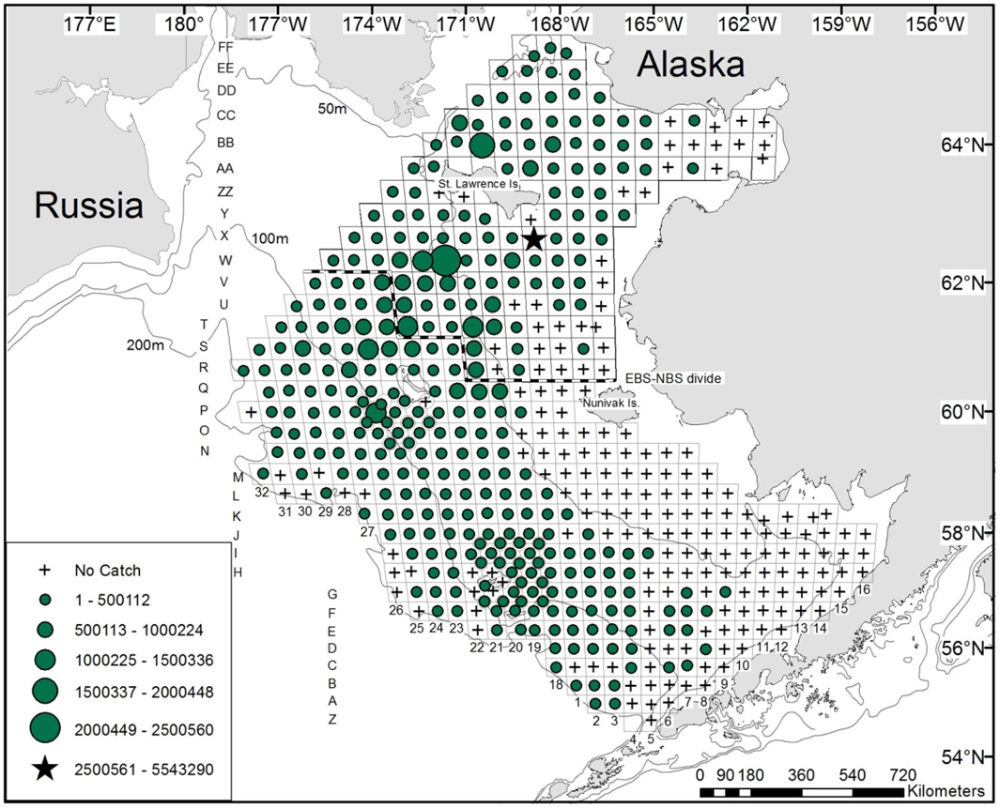 177°E 180° 177°W 174°W 171°W 168°W 165°W 162°W 159°W 156°W
FF
EE
Alaska
DD
50m
CC
BB
64°N
AA
St. Lawrence Is.
ZZ
Russia
Y
X
100m
W
V
62°N
U
T
200m
S
R
EBS-NBS divide
Q
Nunivak Is.
P
60°N
O
N
M
32
L
31 30 29 28
K
27
J
58°N
I
H
No Catch
1 - 500112
G
16
26
15
F
25 24 23
13 14
500113 - 1000224
E
22 21 20 19
11 12
56°N
D
10
1000225 - 1500336
C
18
9
B
1500337 - 2000448
A
1
7 8
Z
2 3
6
2000449 - 2500560
4 5
54°N
2500561 - 5543290
0 90 180 360 540 720
Kilometers